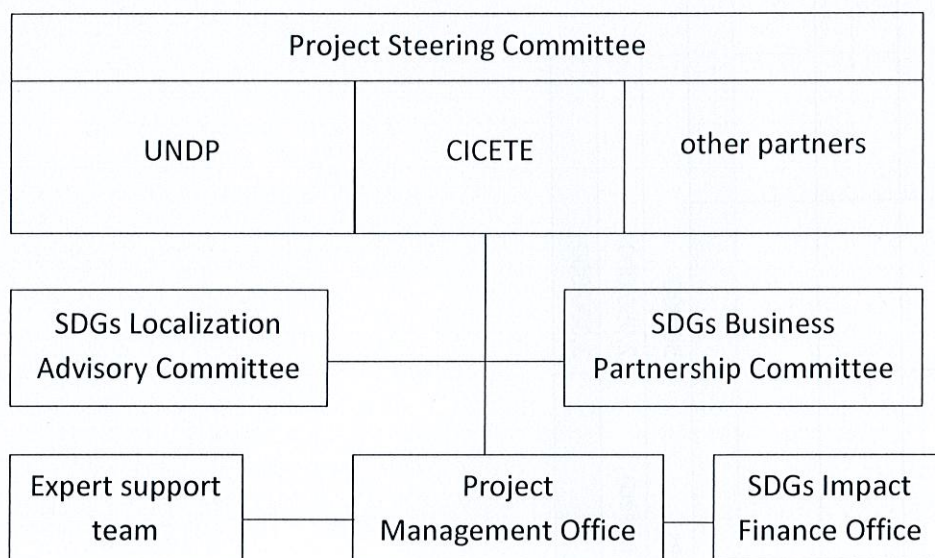 Project Steering Committee
UNDP
CICETE
other partners
SDGs Localization
Advisory Committee
SDGs Business
Partnership Committee
Expert support
team
Project
Management Office
SDGs Impact
Finance Office